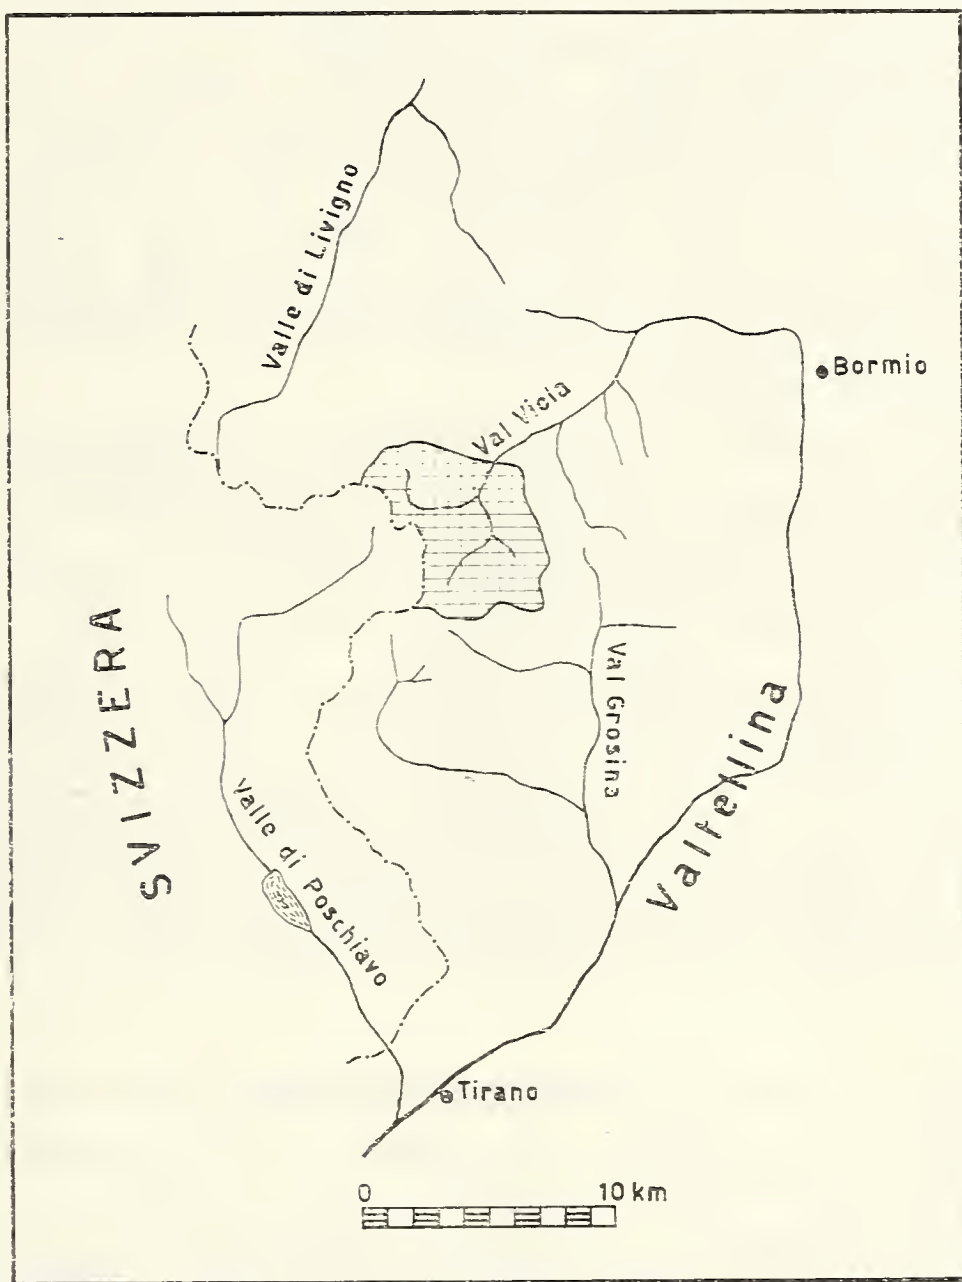 Valle di Livigno
Bormio
Val Viola
SVIZZERA
Val Grosina
Valtellina
Valle di Poschiavo
Tirano
0 10 km